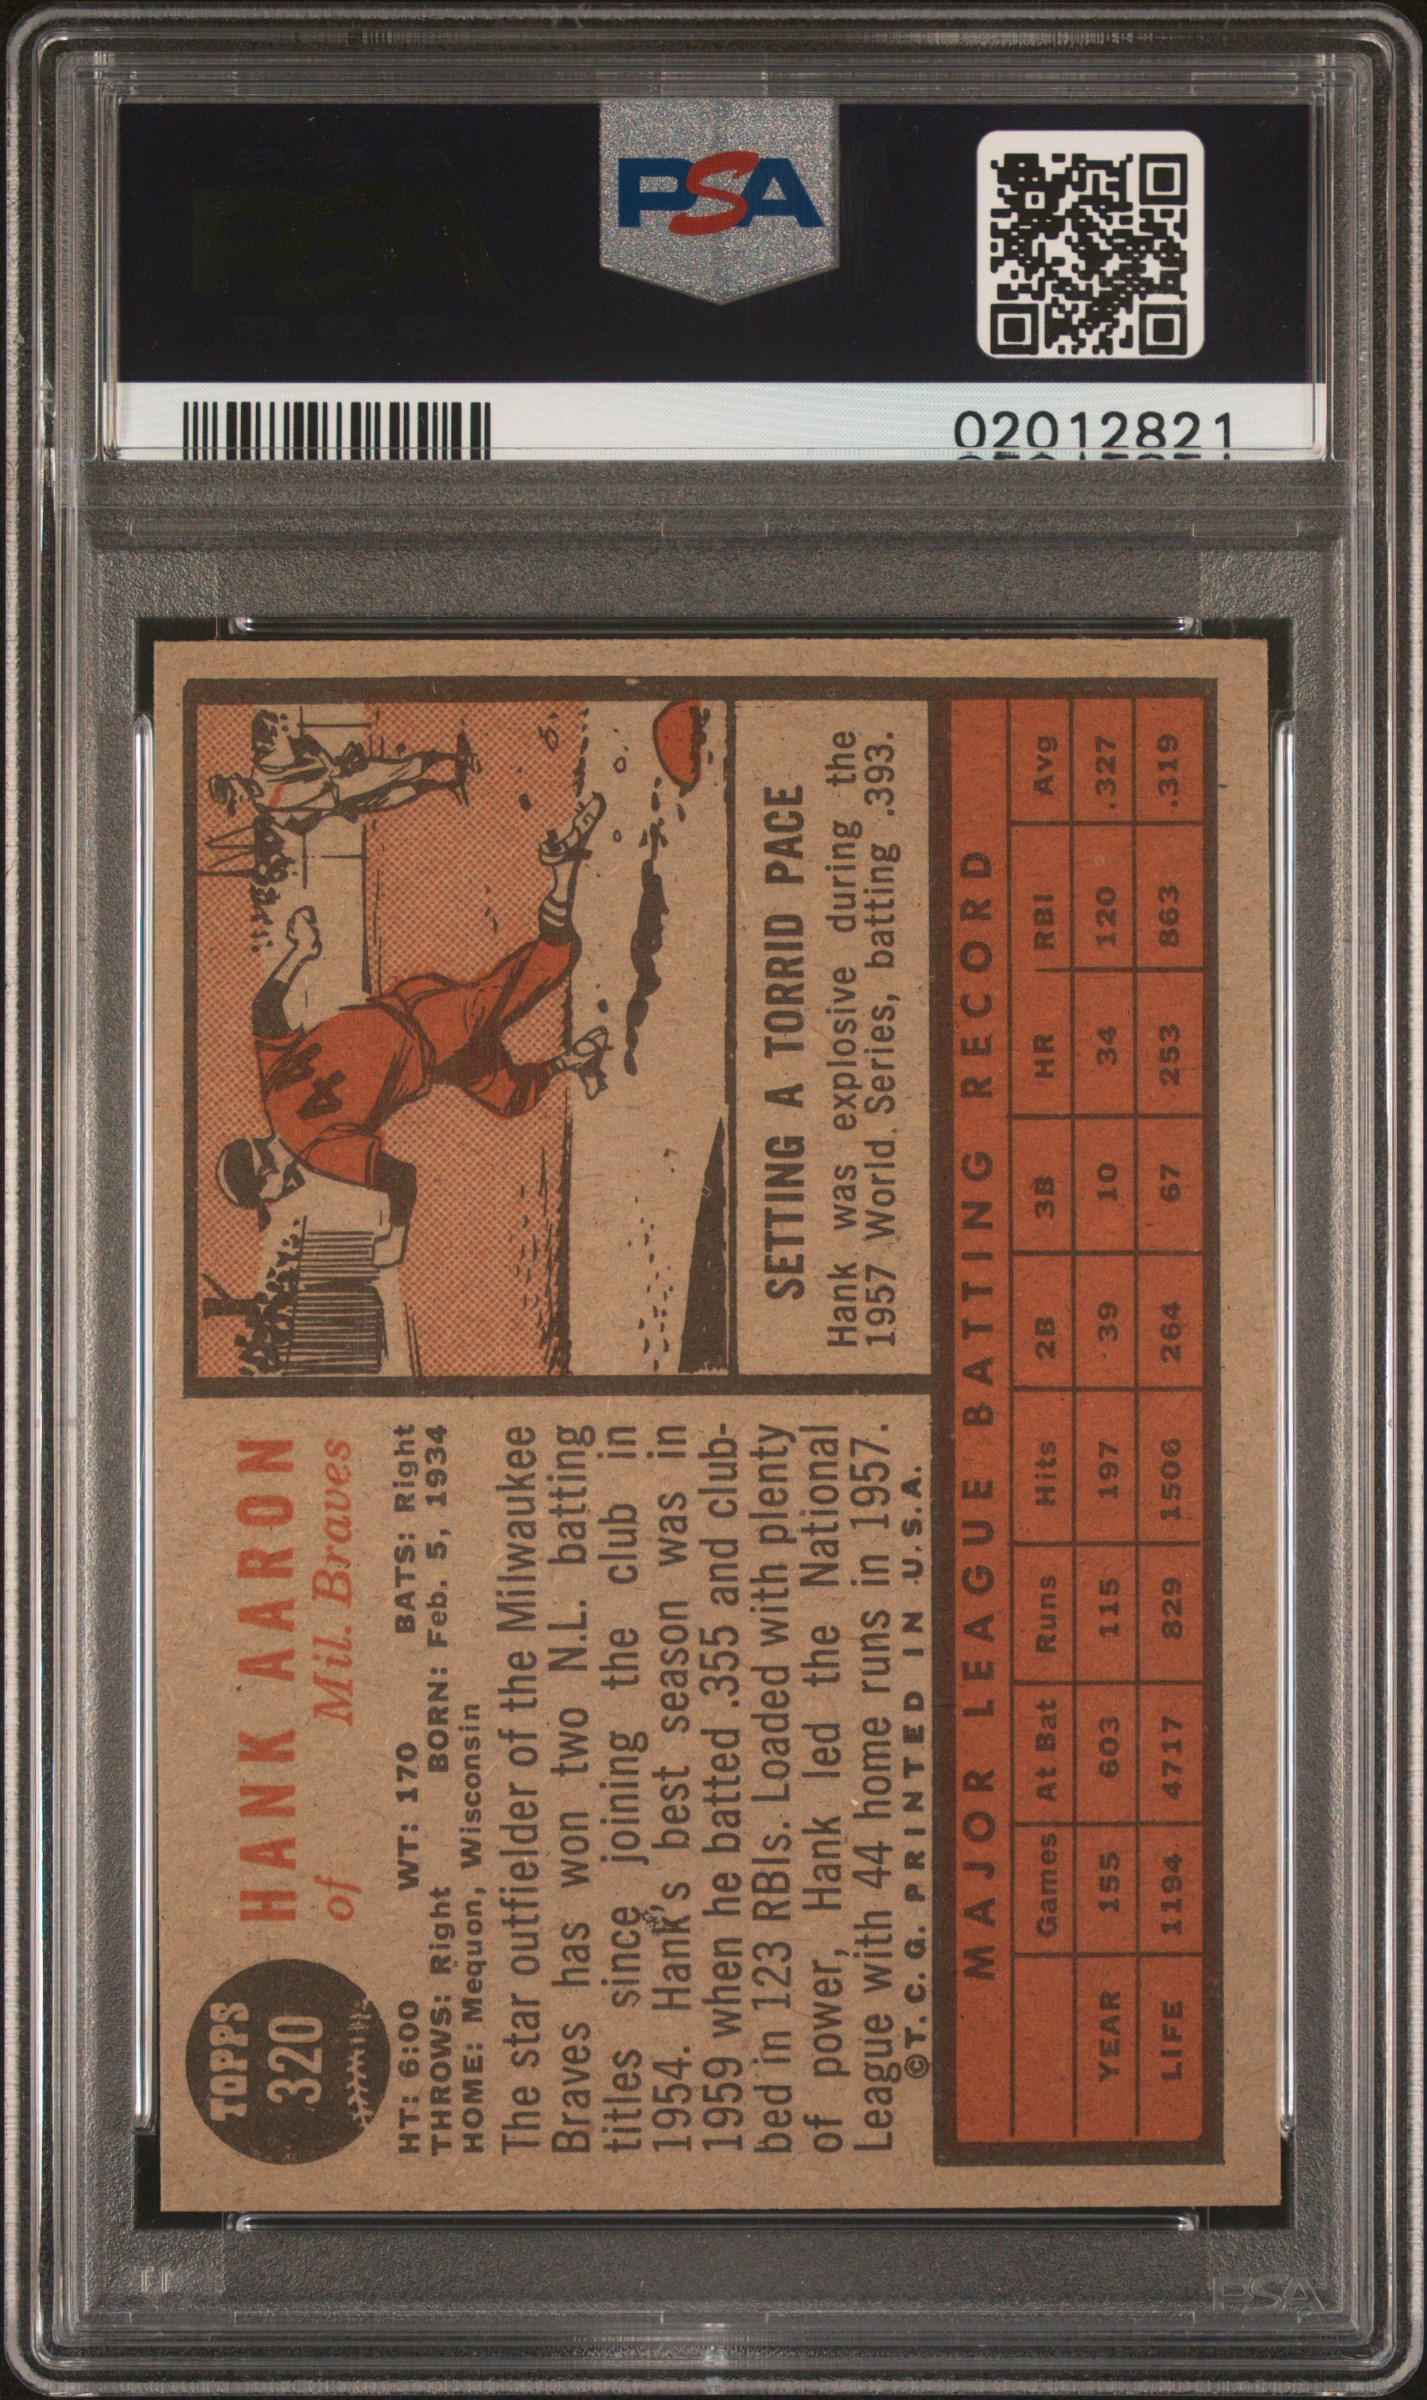 PSA
02012821
TOPPS
320
HANK AARON
of Mil. Braves
HT: 6:00 WT: 170 BATS: Right
THROWS: Right BORN: Feb. 5, 1934
HOME: Mequon, Wisconsin
The star outfielder of the Milwaukee
Braves has won two N.L. batting
titles since joining the club in
1954. Hank's best season was in
1959 when he batted .355 and club-
bed in 123 RBIs. Loaded with plenty
of power, Hank led the National
League with 44 home runs in 1957.
©T.C.G. PRINTED IN U.S.A.
44
SETTING A TORRID PACE
Hank was explosive during the
1957 World Series, batting .393.
MAJOR LEAGUE BATTING RECORD
Games At Bat Runs Hits 2B 3B HR RBI Avg
YEAR 155 603 115 197 39 10 34 120 .327
LIFE 1194 4717 829 1506 264 67 253 863 .319
PSA